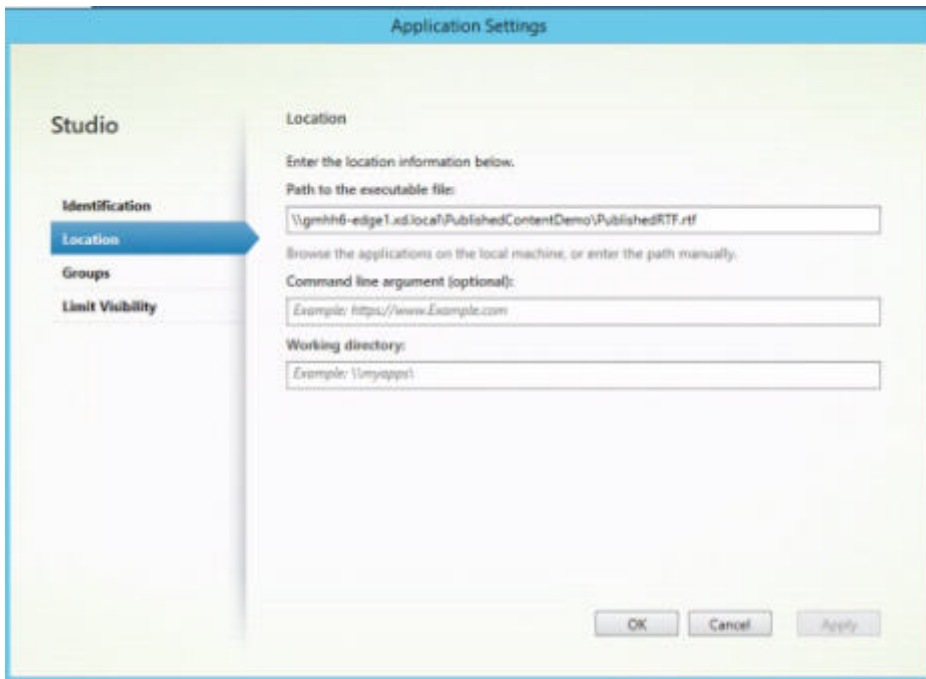 Application Settings
Studio
Identification
Location
Groups
Limit Visibility
Location
Enter the location information below.
Path to the executable file:
\\gmhh6-edge1.xd.local\PublishedContentDemo\PublishedRTF.rtf
Browse the applications on the local machine, or enter the path manually.
Command line argument (optional):
Example: https://www.Example.com
Working directory:
Example: \\myapps\
OK Cancel Apply